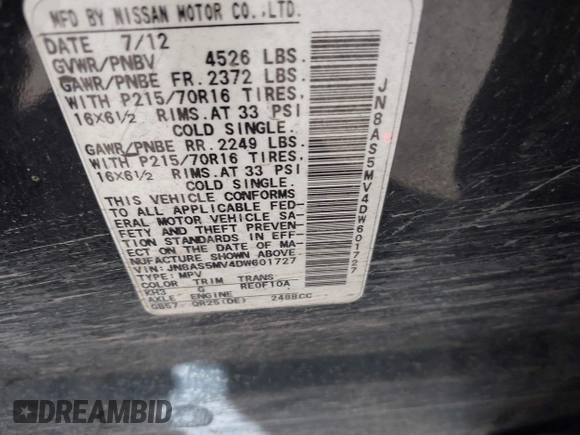 MFD BY NISSAN MOTOR CO.,LTD.
DATE 7/12
GVWR/PNBV 4526 LBS.
GAWR/PNBE FR. 2372 LBS.
WITH P215/70R16 TIRES.
16X6½ RIMS.AT 33 PSI
COLD SINGLE.
GAWR/PNBE RR. 2249 LBS.
WITH P215/70R16 TIRES.
16X6½ RIMS.AT 33 PSI
COLD SINGLE.
THIS VEHICLE CONFORMS
TO ALL APPLICABLE FED-
ERAL MOTOR VEHICLE SA-
FETY AND THEFT PREVENTION
STANDARDS IN EFF-
ECT ON THE DATE OF MA-
NUFACTURE SHOWN ABOVE.
VIN: JN8AS5MV4DW601727
TYPE: MPV
COLOR TRIM TRANS
KH3 G RE0F10A
AXLE ENGINE
GB57 QR25(DE) 2488CC
JN8AS5MV4DW601727
DREAMBID